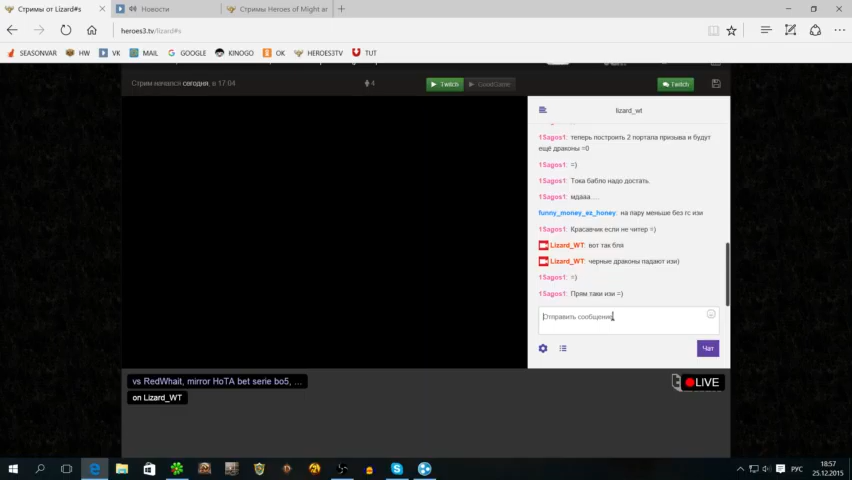 Стримы от Lizard#s
Новости
Стримы Heroes of Might ar
heroes3.tv/lizard#s
SEASONVAR
HW
VK
MAIL
GOOGLE
KINOGO
OK
HEROES3TV
TUT
Стрим начался сегодня, в 17:04
4
Twitch
GoodGame
Twitch
lizard_wt
1Sagos1: теперь построить 2 портала призыва и будут
ещё драконы =0
1Sagos1: =)
1Sagos1: Тока бабло надо достать
1Sagos1: мдааа.....
funny_money_ez_honey: на пару меньше без гс изи
1Sagos1: Красавчик если не читер =)
Lizard_WT: вот так бля
Lizard_WT: черные драконы падают изи)
1Sagos1: =)
1Sagos1: Прям таки изи =)
Отправить сообщение
Чат
vs RedWhait, mirror HoTA bet serie bo5, ...
LIVE
on Lizard_WT
РУС
18:57
25.12.2015